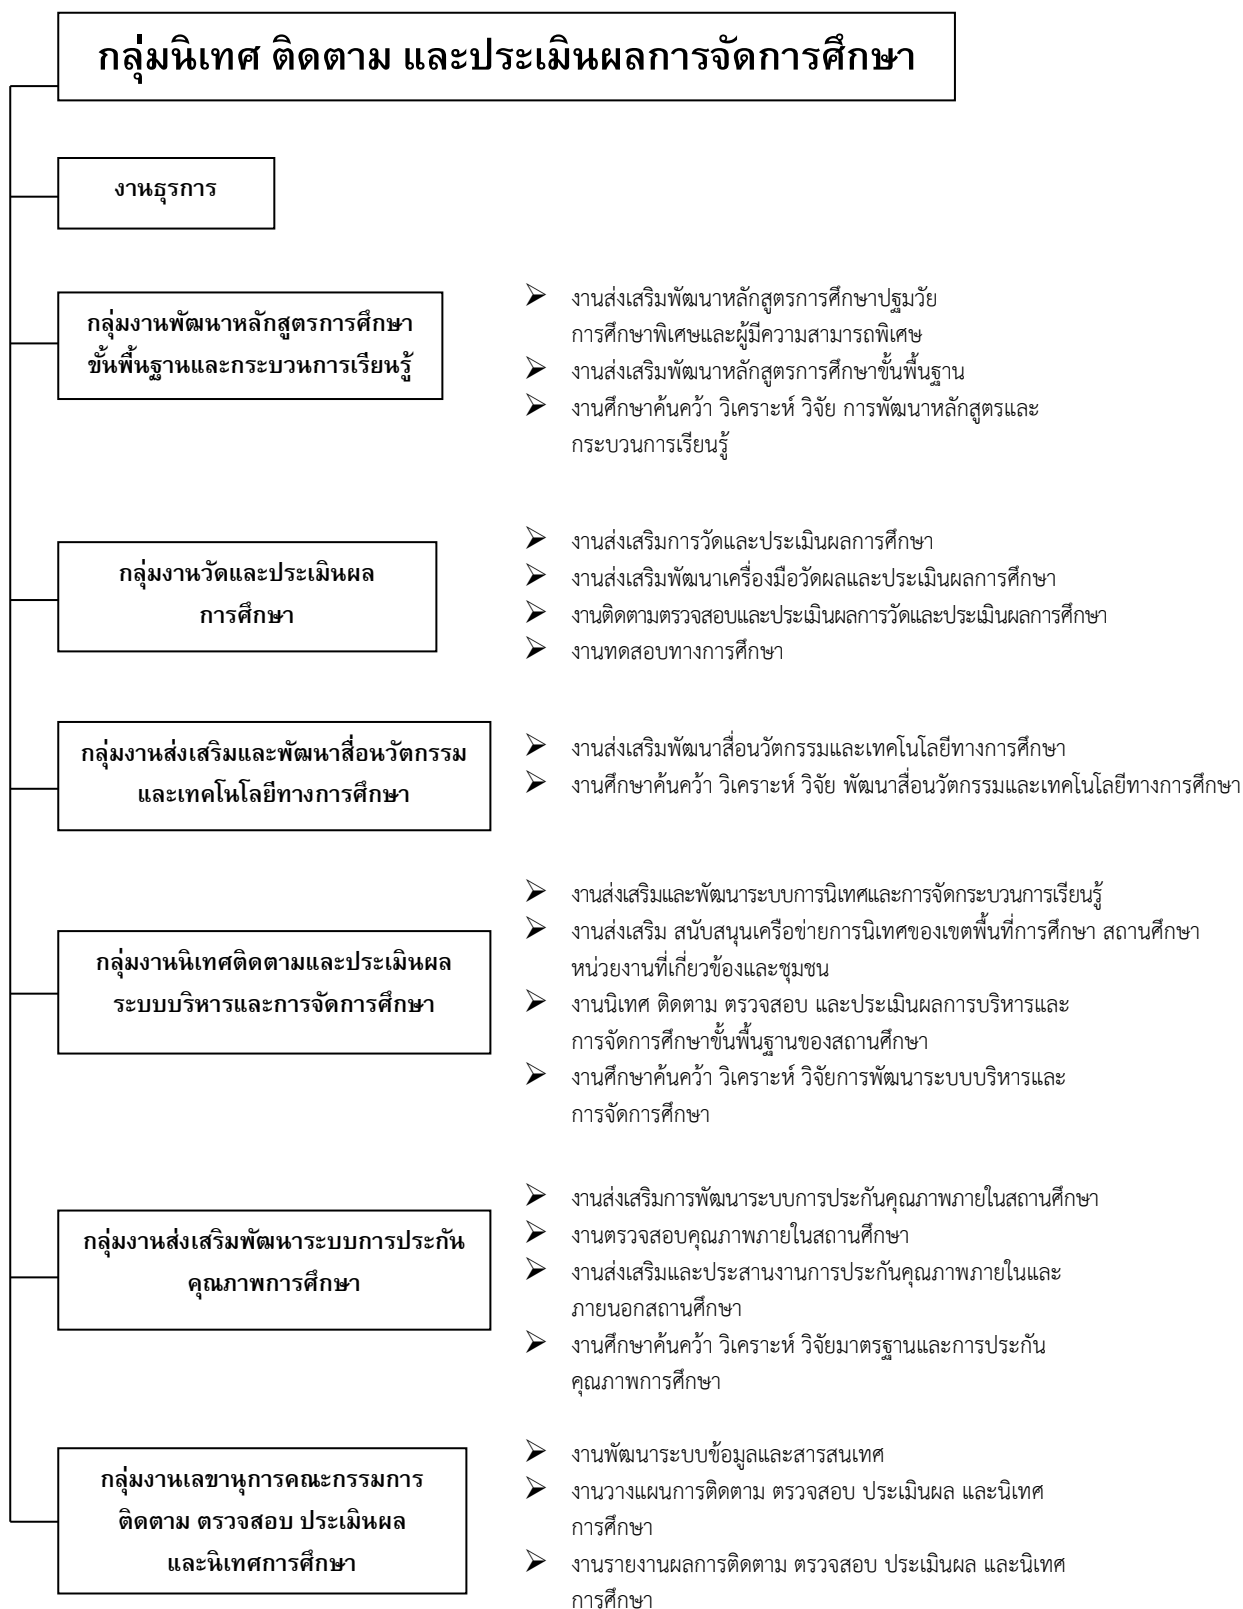 กลุ่มนิเทศ ติดตาม และประเมินผลการจัดการศึกษา
งานธุรการ
กลุ่มงานพัฒนาหลักสูตรการศึกษา
ขั้นพื้นฐานและกระบวนการเรียนรู้
งานส่งเสริมพัฒนาหลักสูตรการศึกษาปฐมวัย
การศึกษาพิเศษและผู้มีความสามารถพิเศษ
งานส่งเสริมพัฒนาหลักสูตรการศึกษาขั้นพื้นฐาน
งานศึกษาค้นคว้า วิเคราะห์ วิจัย การพัฒนาหลักสูตรและ
กระบวนการเรียนรู้
กลุ่มงานวัดและประเมินผล
การศึกษา
งานส่งเสริมการวัดและประเมินผลการศึกษา
งานส่งเสริมพัฒนาเครื่องมือวัดผลและประเมินผลการศึกษา
งานติดตามตรวจสอบและประเมินผลการวัดและประเมินผลการศึกษา
งานทดสอบทางการศึกษา
กลุ่มงานส่งเสริมและพัฒนาสื่อนวัตกรรม
และเทคโนโลยีทางการศึกษา
งานส่งเสริมพัฒนาสื่อนวัตกรรมและเทคโนโลยีทางการศึกษา
งานศึกษาค้นคว้า วิเคราะห์ วิจัย พัฒนาสื่อนวัตกรรมและเทคโนโลยีทางการศึกษา
กลุ่มงานนิเทศติดตามและประเมินผล
ระบบบริหารและการจัดการศึกษา
งานส่งเสริมและพัฒนาระบบการนิเทศและการจัดกระบวนการเรียนรู้
งานส่งเสริม สนับสนุนเครือข่ายการนิเทศของเขตพื้นที่การศึกษา สถานศึกษา
หน่วยงานที่เกี่ยวข้องและชุมชน
งานนิเทศ ติดตาม ตรวจสอบ และประเมินผลการบริหารและ
การจัดการศึกษาขั้นพื้นฐานของสถานศึกษา
งานศึกษาค้นคว้า วิเคราะห์ วิจัยการพัฒนาระบบบริหารและ
การจัดการศึกษา
กลุ่มงานส่งเสริมพัฒนาระบบการประกัน
คุณภาพการศึกษา
งานส่งเสริมการพัฒนาระบบการประกันคุณภาพภายในสถานศึกษา
งานตรวจสอบคุณภาพภายในสถานศึกษา
งานส่งเสริมและประสานงานการประกันคุณภาพภายในและ
ภายนอกสถานศึกษา
งานศึกษาค้นคว้า วิเคราะห์ วิจัยมาตรฐานและการประกัน
คุณภาพการศึกษา
กลุ่มงานเลขานุการคณะกรรมการ
ติดตาม ตรวจสอบ ประเมินผล
และนิเทศการศึกษา
งานพัฒนาระบบข้อมูลและสารสนเทศ
งานวางแผนการติดตาม ตรวจสอบ ประเมินผล และนิเทศ
การศึกษา
งานรายงานผลการติดตาม ตรวจสอบ ประเมินผล และนิเทศ
การศึกษา